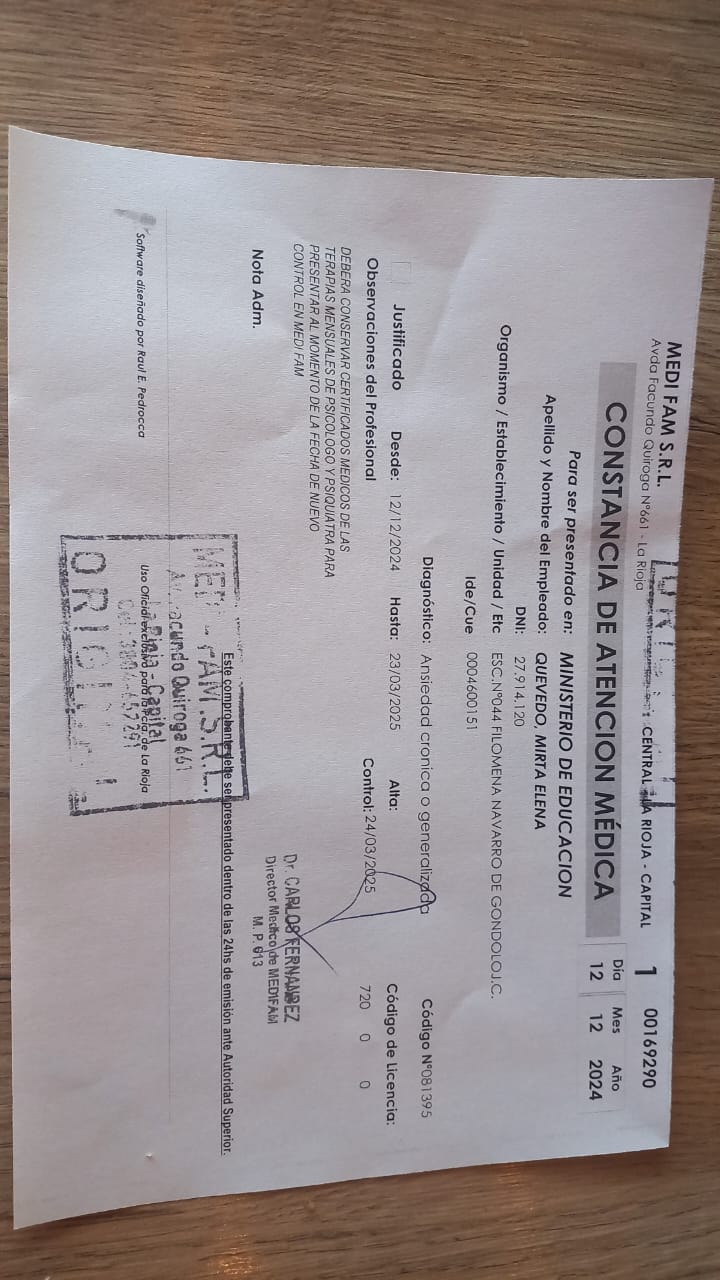 MEDI FAM S.R.L.
Avda Facundo Quiroga N°661 - La Rioja
CENTRAL - LA RIOJA - CAPITAL
1 00169290
CONSTANCIA DE ATENCION MÉDICA
Dia Mes Año
12 12 2024
Para ser presentado en: MINISTERIO DE EDUCACION
Apellido y Nombre del Empleado: QUEVEDO, MIRTA ELENA
DNI: 27.914.120
Organismo / Establecimiento / Unidad / Etc ESC.N°044 FILOMENA NAVARRO DE GONDOLO J.C.
Ide/Cue 0004600151
Diagnóstico: Ansiedad cronica o generalizada Código N°081395
Justificado Desde: 12/12/2024 Hasta: 23/03/2025 Alta: Código de Licencia:
Control: 24/03/2025 720 0 0
Observaciones del Profesional
DEBERA CONSERVAR CERTIFICADOS MEDICOS DE LAS
TERAPIAS MENSUALES DE PSICOLOGO Y PSIQUIATRA PARA
PRESENTAR AL MOMENTO DE LA FECHA DE NUEVO
CONTROL EN MEDI FAM
Dr. CARLOS FERNANDEZ
Director Medico de MEDIFAM
M. P. 613
Nota Adm.
Este comprobante debe ser presentado dentro de las 24hs de emisión ante Autoridad Superior.
MEDI FAM S.R.L.
Av. Facundo Quiroga 661
La Rioja - Capital
ORIGINAL
Uso Oficial exclusivo para la Pcia. de La Rioja
Software diseñado por Raul E. Pedrocca